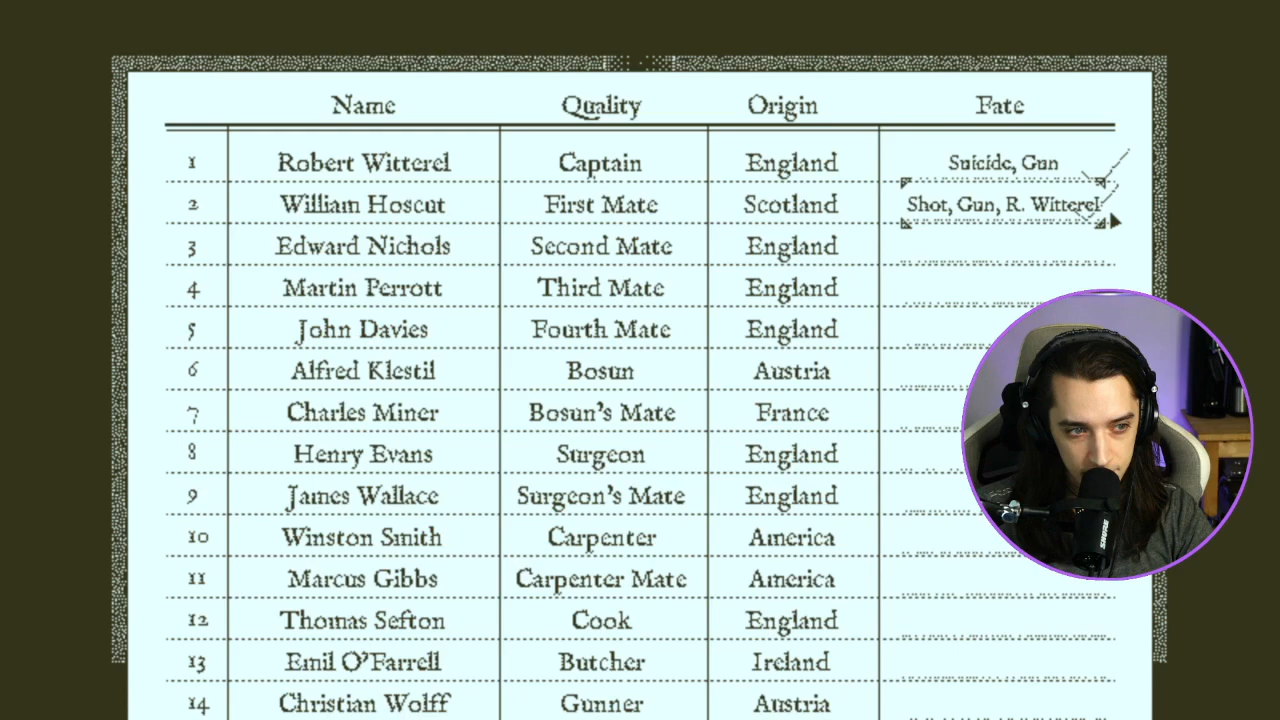 Name Quality Origin Fate
1 Robert Witterel Captain England Suicide, Gun
2 William Hoscut First Mate Scotland Shot, Gun, R. Witterel
3 Edward Nichols Second Mate England
4 Martin Perrott Third Mate England
5 John Davies Fourth Mate England
6 Alfred Klestil Bosun Austria
7 Charles Miner Bosun's Mate France
8 Henry Evans Surgeon England
9 James Wallace Surgeon's Mate England
10 Winston Smith Carpenter America
11 Marcus Gibbs Carpenter Mate America
12 Thomas Sefton Cook England
13 Emil O'Farrell Butcher Ireland
14 Christian Wolff Gunner Austria
SHURE